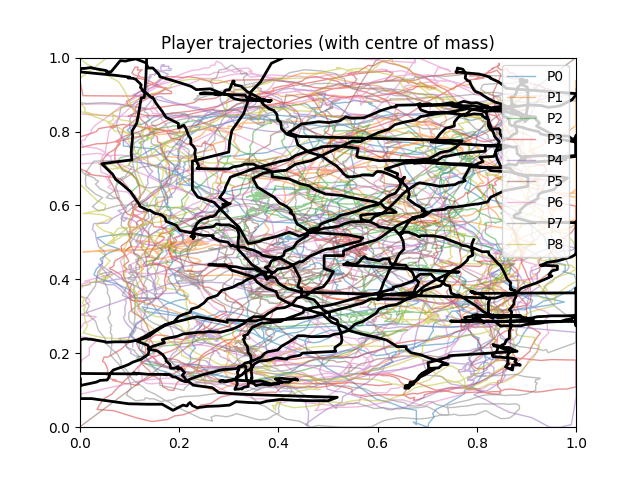 Player trajectories (with centre of mass)
1.0
0.8
0.6
0.4
0.2
0.0
0.0 0.2 0.4 0.6 0.8 1.0
P0
P1
P2
P3
P4
P5
P6
P7
P8